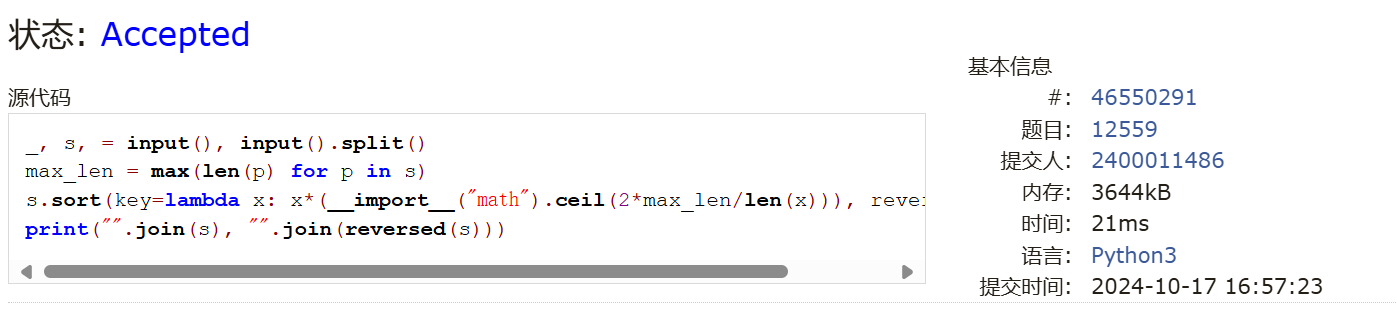 状态: Accepted
源代码
_, s, = input(), input().split()
max_len = max(len(p) for p in s)
s.sort(key=lambda x: x*(__import__("math").ceil(2*max_len/len(x))), rever
print("".join(s), "".join(reversed(s)))
基本信息
#: 46550291
题目: 12559
提交人: 2400011486
内存: 3644kB
时间: 21ms
语言: Python3
提交时间: 2024-10-17 16:57:23